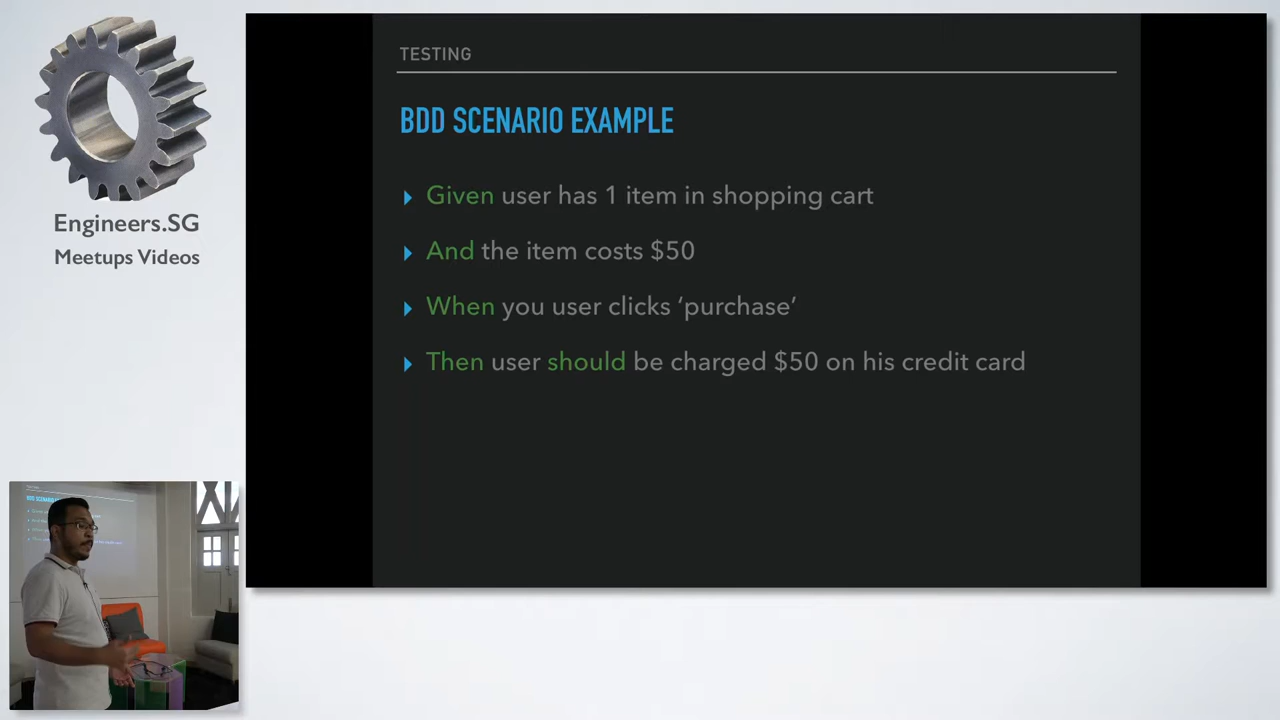 Engineers.SG
Meetups Videos
TESTING
BDD SCENARIO EXAMPLE
Given user has 1 item in shopping cart
And the item costs $50
When you user clicks ‘purchase’
Then user should be charged $50 on his credit card